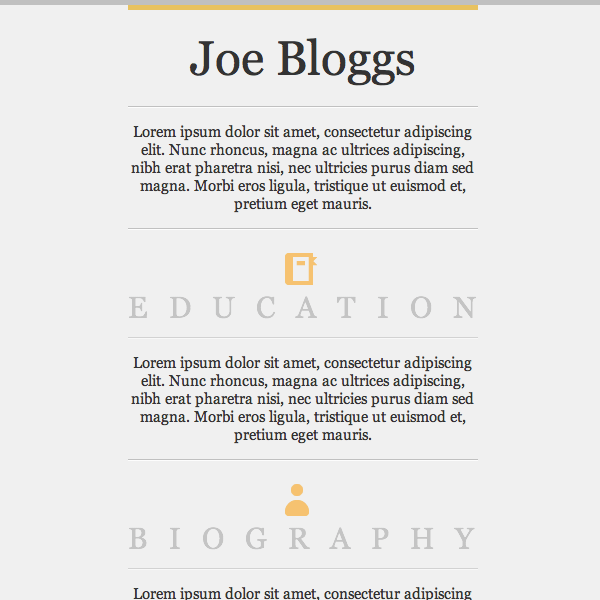 Joe Bloggs
Lorem ipsum dolor sit amet, consectetur adipiscing
elit. Nunc rhoncus, magna ac ultrices adipiscing,
nibh erat pharetra nisi, nec ultricies purus diam sed
magna. Morbi eros ligula, tristique ut euismod et,
pretium eget mauris.
EDUCATION
Lorem ipsum dolor sit amet, consectetur adipiscing
elit. Nunc rhoncus, magna ac ultrices adipiscing,
nibh erat pharetra nisi, nec ultricies purus diam sed
magna. Morbi eros ligula, tristique ut euismod et,
pretium eget mauris.
BIOGRAPHY
Lorem ipsum dolor sit amet, consectetur adipiscing